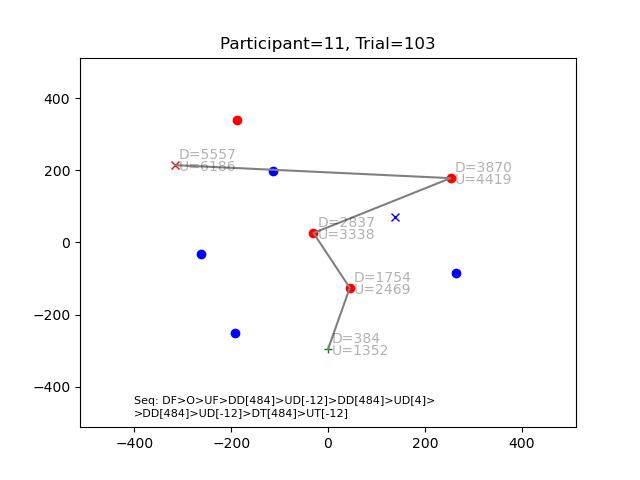 Participant=11, Trial=103
400
200
0
−200
−400
D=5557
U=6186
D=3870
U=4419
D=2837
U=3338
D=1754
U=2469
D=384
U=1352
Seq: DF>O>UF>DD[484]>UD[-12]>DD[484]>UD[4]>
>DD[484]>UD[-12]>DT[484]>UT[-12]
−400 −200 0 200 400